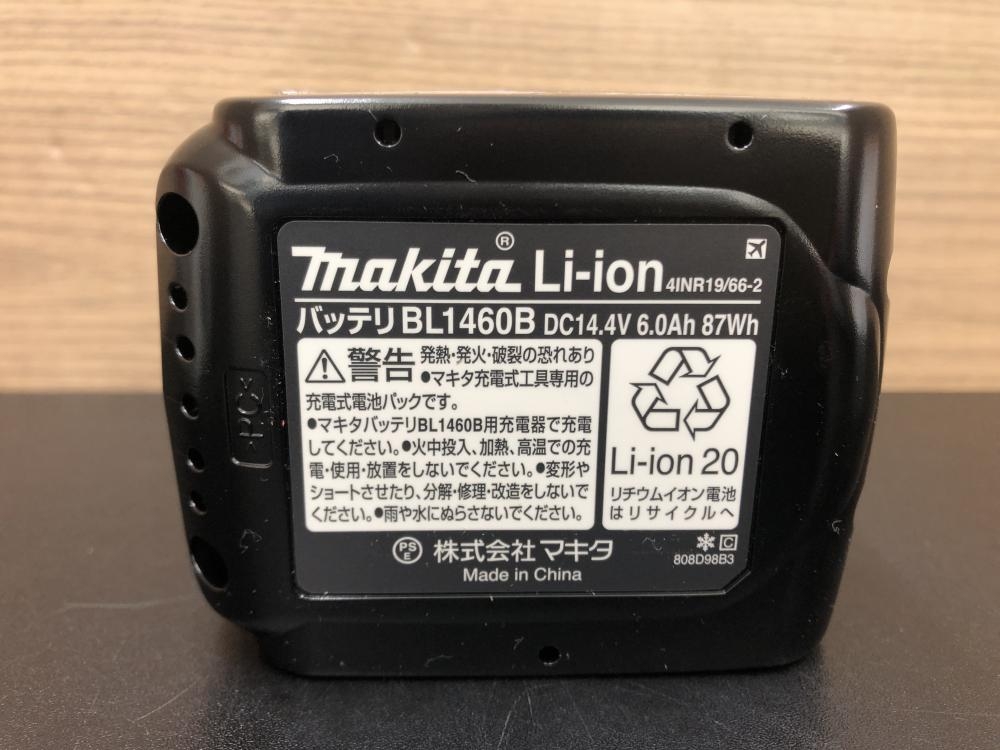 makita® Li-ion 4INR19/66-2
バッテリ BL1460B DC14.4V 6.0Ah 87Wh
警告 発熱・発火・破裂の恐れあり
●マキタ充電式工具専用の
充電式電池パックです。
●マキタバッテリBL1460B用充電器で充電
してください。●火中投入、加熱、高温での充
電・使用・放置をしないでください。●変形や
ショートさせたり、分解・修理・改造をしないで
ください。●雨や水にぬらさないでください。
Li-ion 20
リチウムイオン電池
はリサイクルへ
PSE 株式会社 マキタ
Made in China
C
808D98B3
>PC<